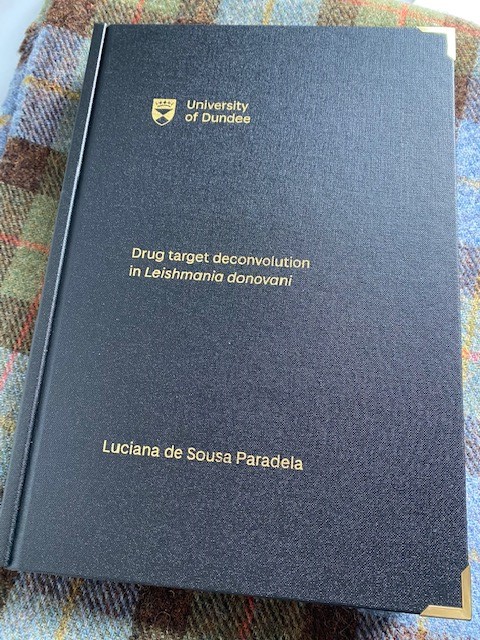 University
of Dundee
Drug target deconvolution
in Leishmania donovani
Luciana de Sousa Paradela